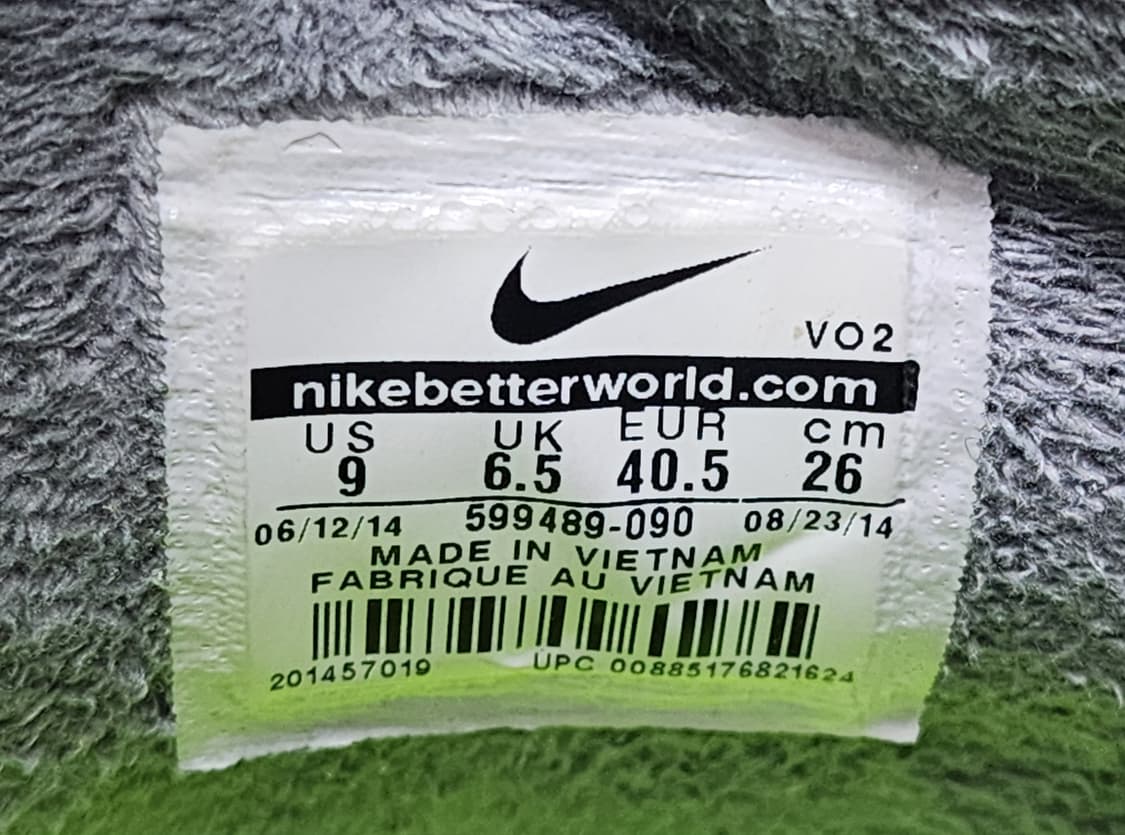 VO2
nikebetterworld.com
US UK EUR cm
9 6.5 40.5 26
06/12/14 599489-090 08/23/14
MADE IN VIETNAM
FABRIQUE AU VIETNAM
201457019 UPC 00885176821624